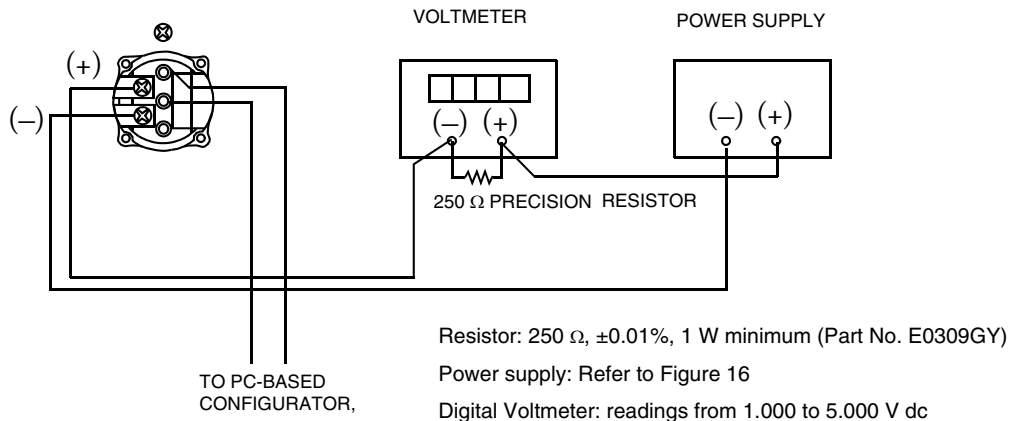 VOLTMETER
POWER SUPPLY
(+)
(–)
(–) (+)
(–) (+)
250 Ω PRECISION RESISTOR
Resistor: 250 Ω, ±0.01%, 1 W minimum (Part No. E0309GY)
Power supply: Refer to Figure 16
Digital Voltmeter: readings from 1.000 to 5.000 V dc
TO PC-BASED
CONFIGURATOR,